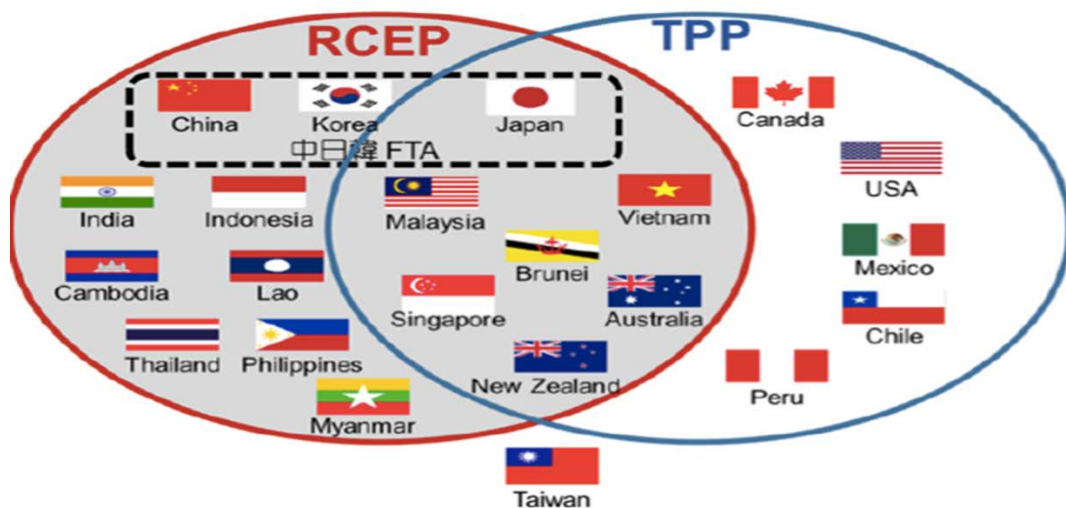 RCEP
TPP
China
Korea
Japan
Canada
中日韓 FTA
USA
India
Indonesia
Malaysia
Vietnam
Mexico
Brunei
Cambodia
Lao
Singapore
Australia
Chile
Thailand
Philippines
New Zealand
Peru
Myanmar
Taiwan